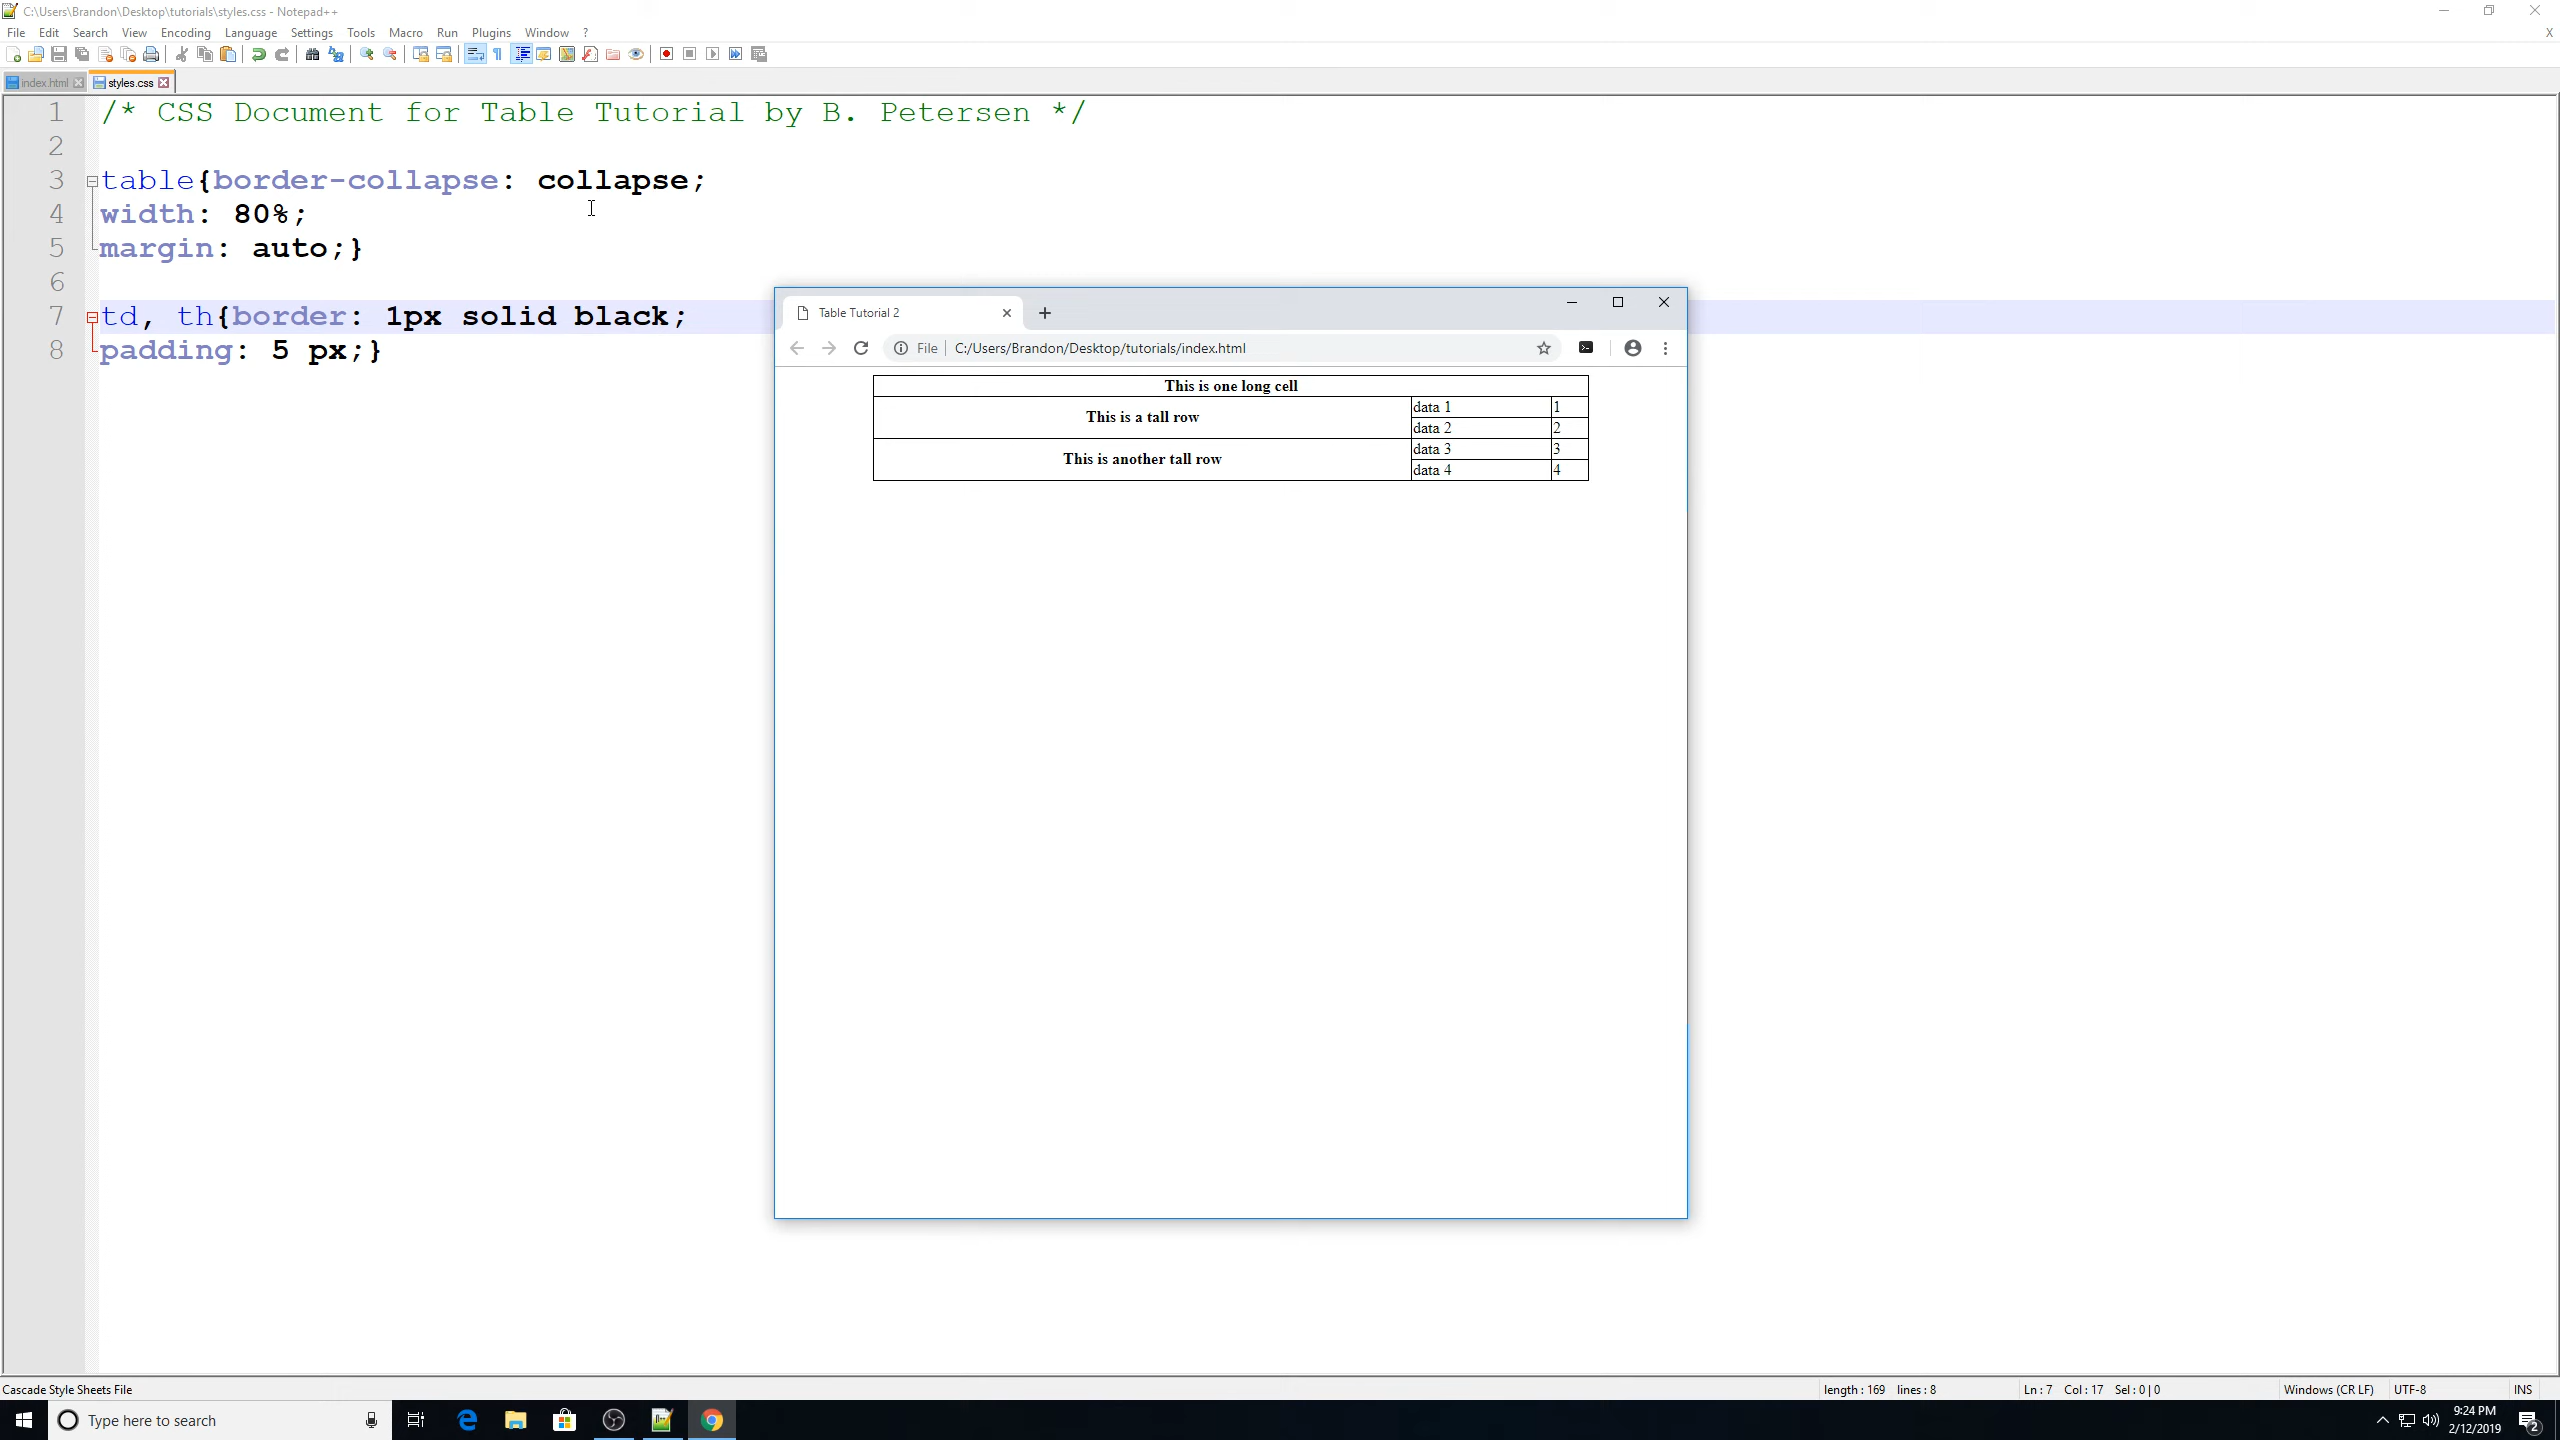 C:\Users\Brandon\Desktop\tutorials\styles.css - Notepad++
File Edit Search View Encoding Language Settings Tools Macro Run Plugins Window ?
X
index.html styles.css
1 /* CSS Document for Table Tutorial by B. Petersen */
2
3 table{border-collapse: collapse;
4 width: 80%;
5 margin: auto;}
6
7 td, th{border: 1px solid black;
8 padding: 5 px;}
Table Tutorial 2
File C:/Users/Brandon/Desktop/tutorials/index.html
This is one long cell
This is a tall row
data 1 1
data 2 2
This is another tall row
data 3 3
data 4 4
Cascade Style Sheets File
length : 169 lines : 8
Ln : 7 Col : 17 Sel : 0 | 0
Windows (CR LF)
UTF-8
INS
Type here to search
9:24 PM
2/12/2019
2